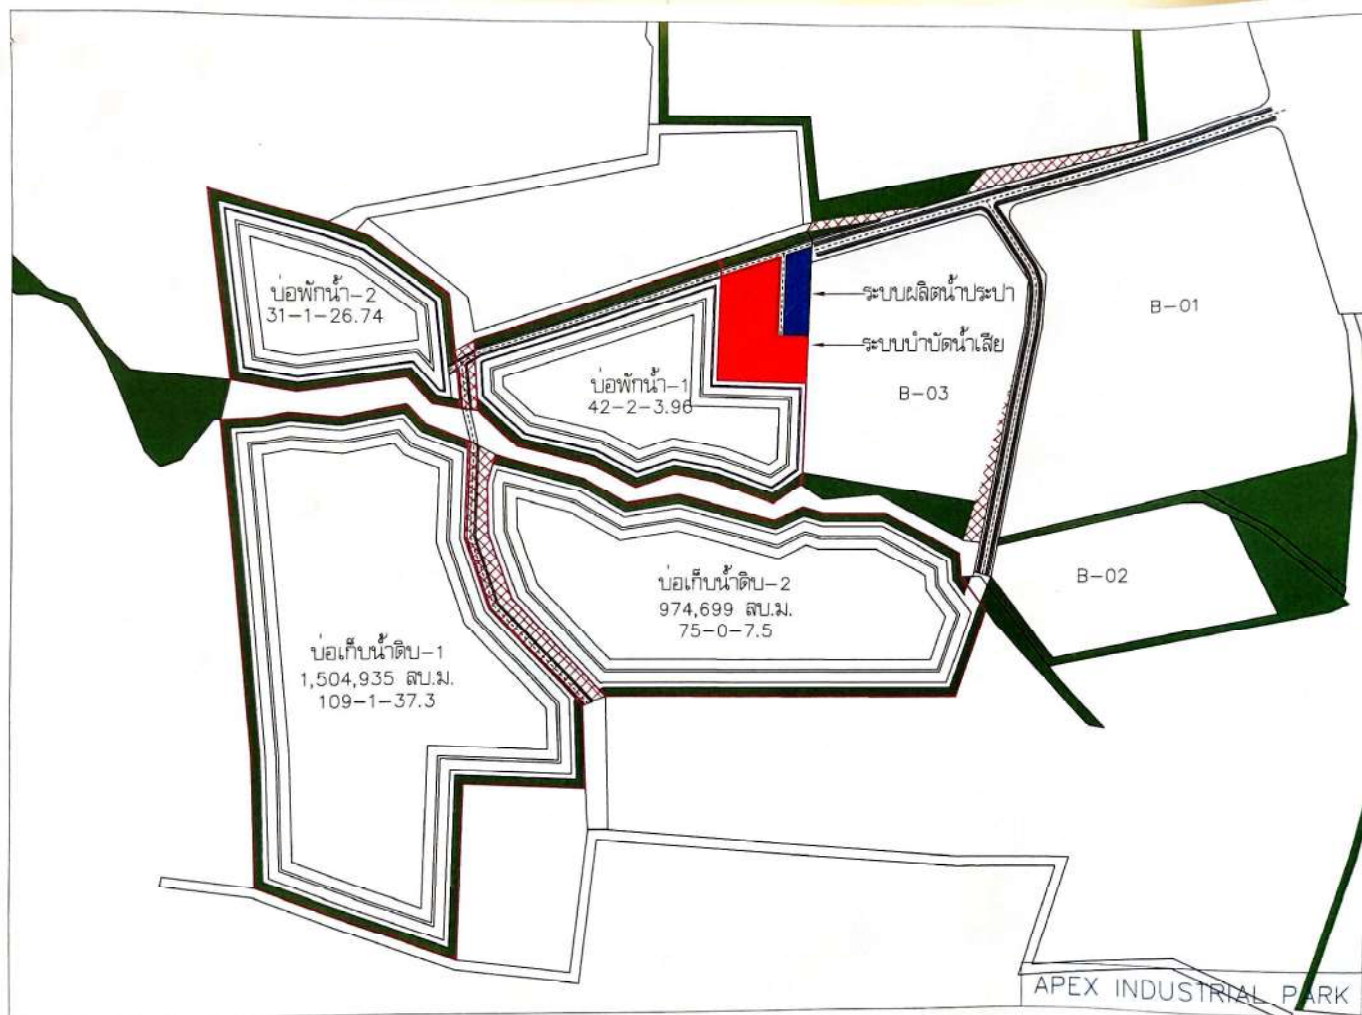 บ่อพักน้ำ-2
31-1-26.74
ระบบผลิตน้ำประปา
B-01
ระบบบำบัดน้ำเสีย
บ่อพักน้ำ-1
42-2-3.96
B-03
บ่อเก็บน้ำดิบ-2
974,699 ลบ.ม.
75-0-7.5
B-02
บ่อเก็บน้ำดิบ-1
1,504,935 ลบ.ม.
109-1-37.3
APEX INDUSTRIAL PARK